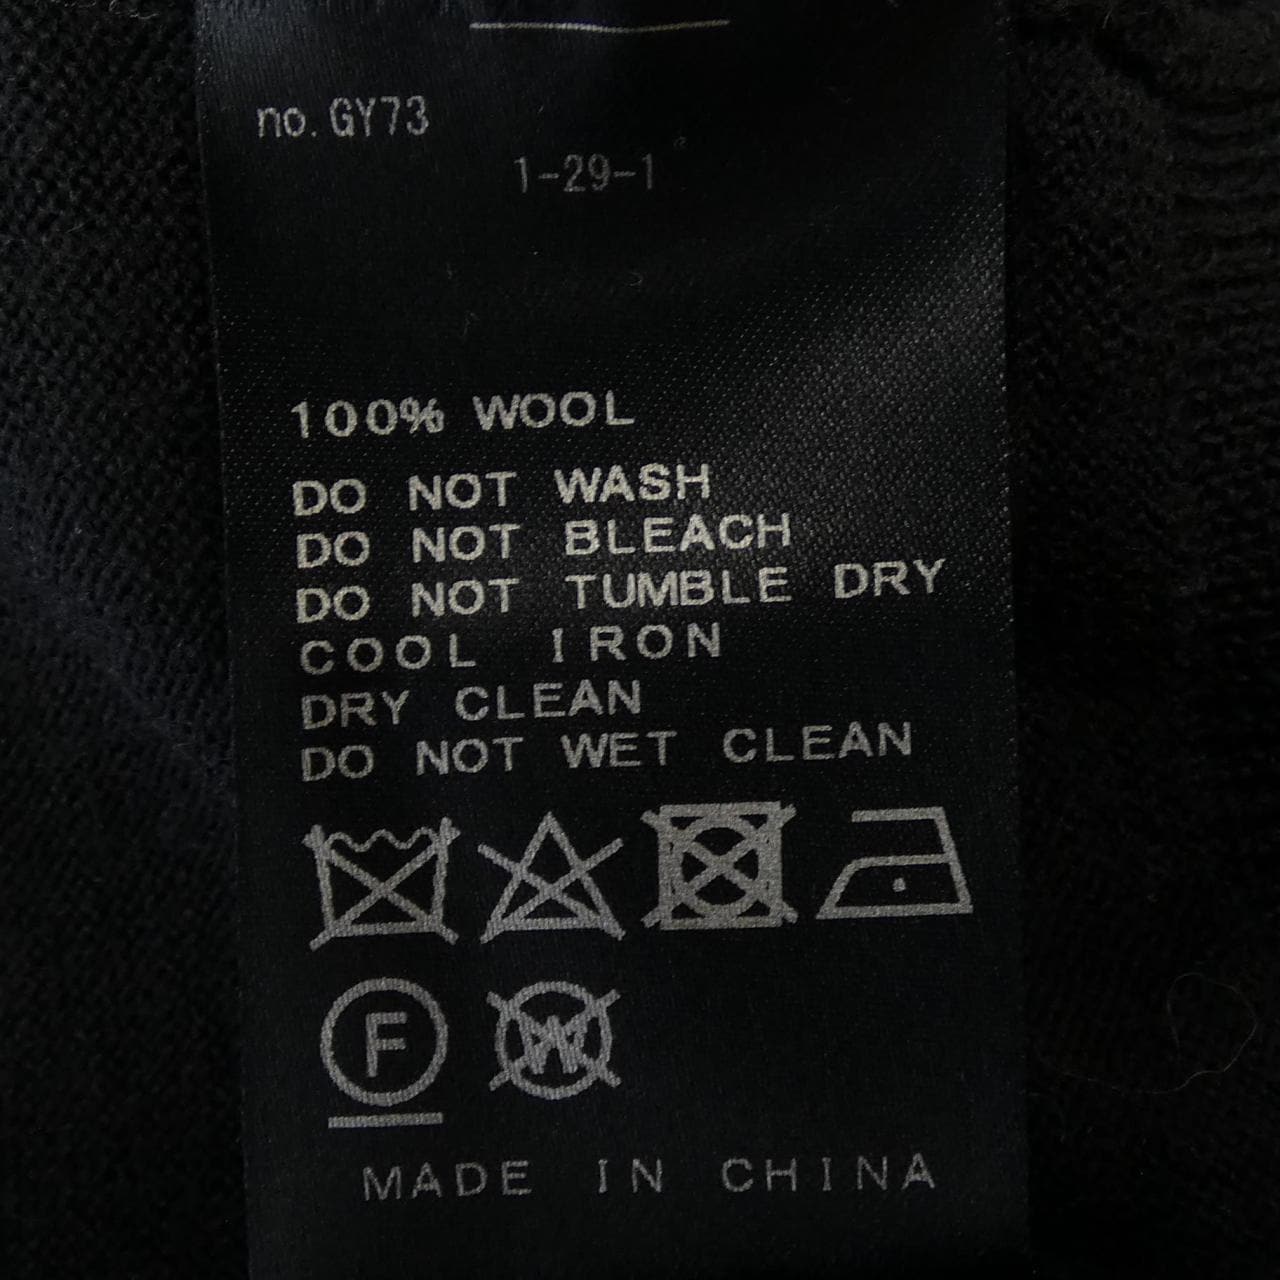 no. GY73
1-29-1
100% WOOL
DO NOT WASH
DO NOT BLEACH
DO NOT TUMBLE DRY
COOL IRON
DRY CLEAN
DO NOT WET CLEAN
F W
MADE IN CHINA